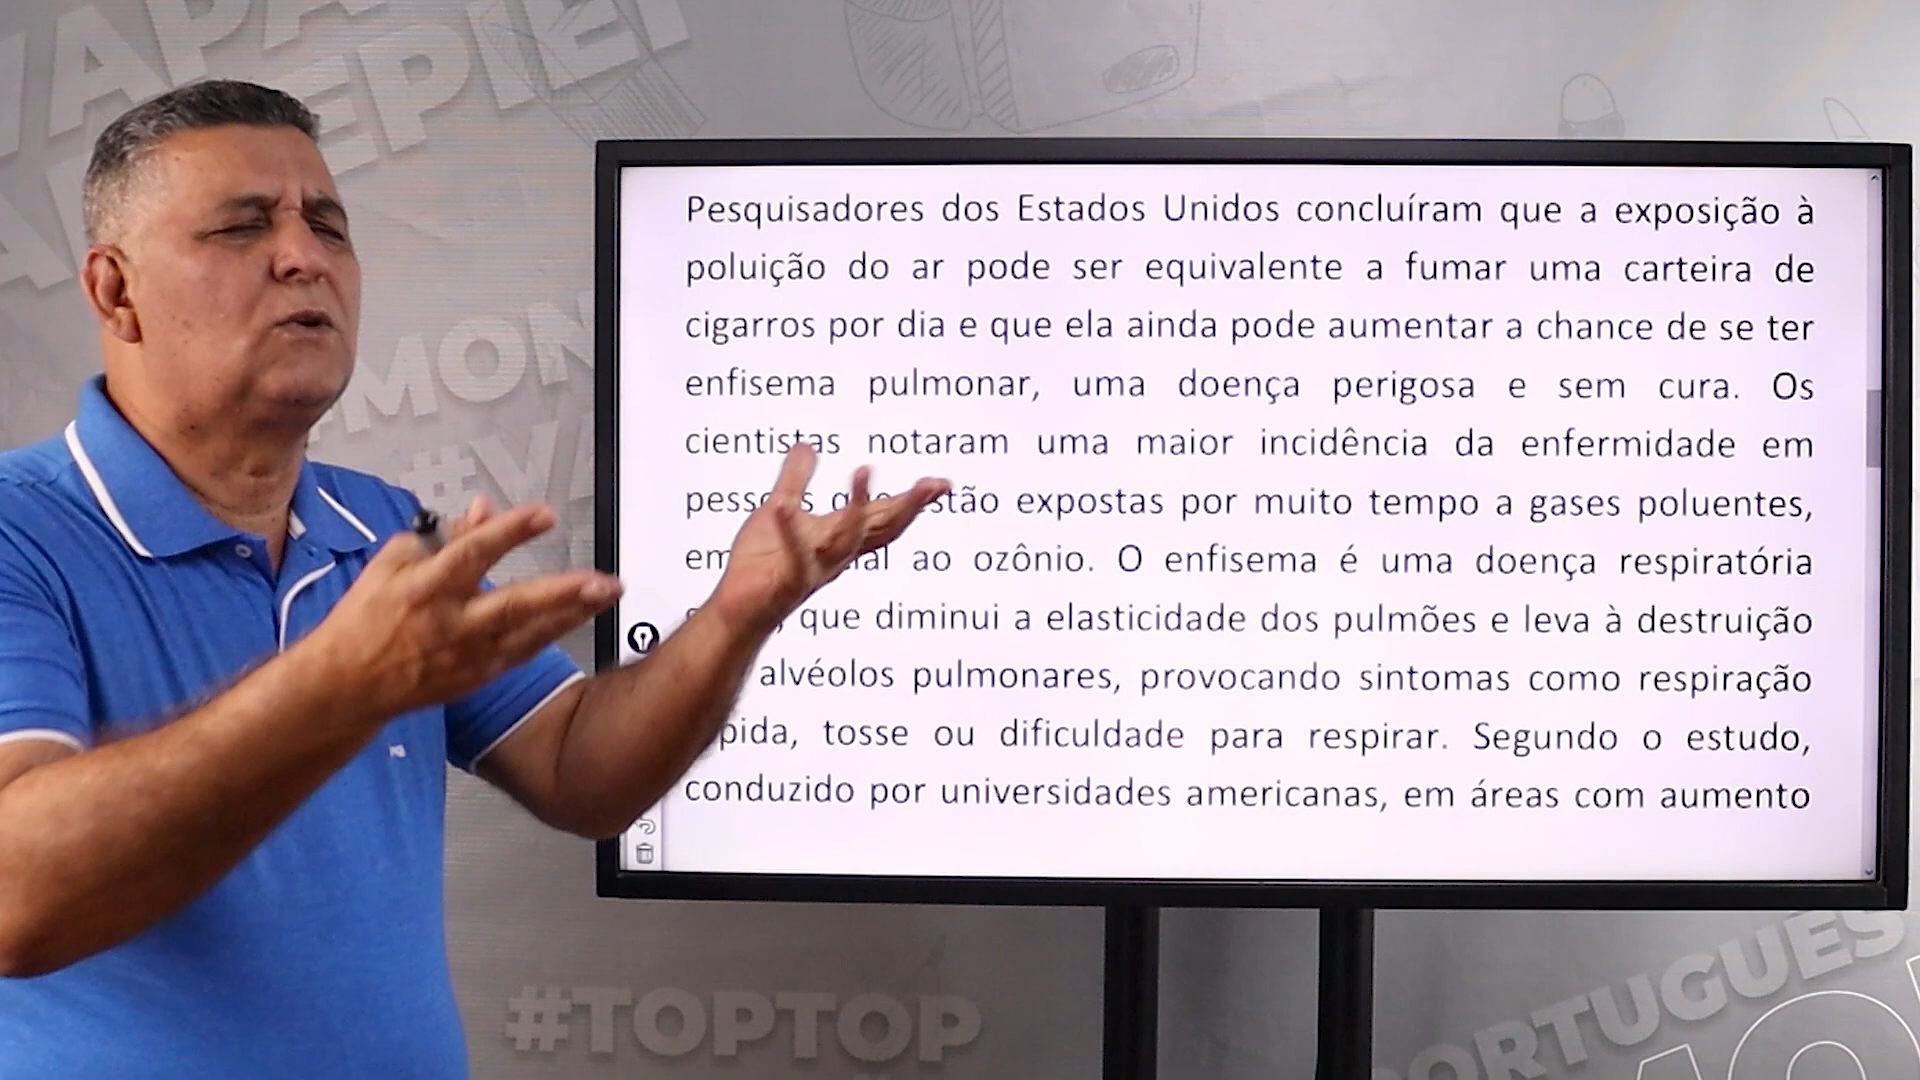 Pesquisadores dos Estados Unidos concluíram que a exposição à
poluição do ar pode ser equivalente a fumar uma carteira de
cigarros por dia e que ela ainda pode aumentar a chance de se ter
enfisema pulmonar, uma doença perigosa e sem cura. Os
cientistas notaram uma maior incidência da enfermidade em
expostas por muito tempo a gases poluentes,
ao ozônio. O enfisema é uma doença respiratória
que diminui a elasticidade dos pulmões e leva à destruição
alvéolos pulmonares, provocando sintomas como respiração
tosse ou dificuldade para respirar. Segundo o estudo,
conduzido por universidades americanas, em áreas com aumento
#TOPTOP